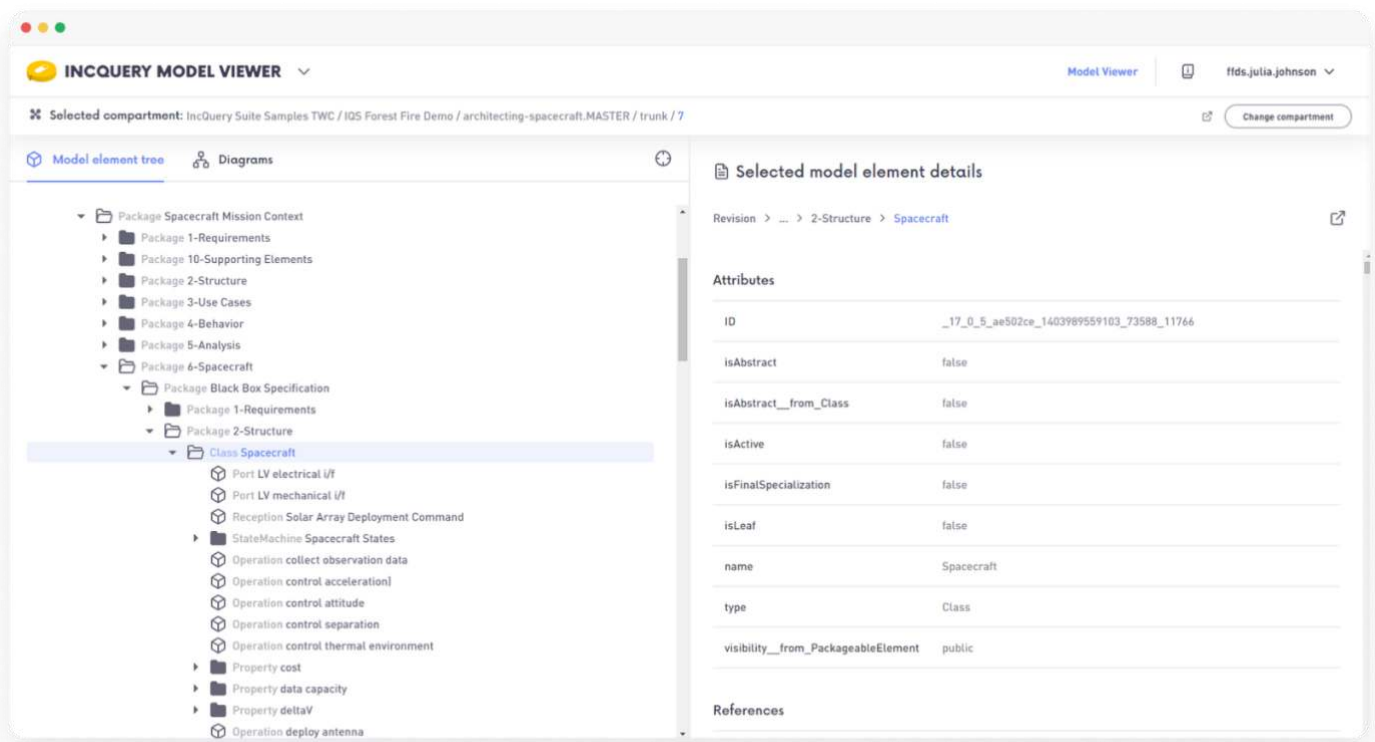 INCQUERY MODEL VIEWER
Model Viewer
ffds.julia.johnson
Selected compartment: IncQuery Suite Samples TWC / IQS Forest Fire Demo / architecting-spacecraft.MASTER / trunk / 7
Change compartment
Model element tree
Diagrams
Package Spacecraft Mission Context
Package 1-Requirements
Package 10-Supporting Elements
Package 2-Structure
Package 3-Use Cases
Package 4-Behavior
Package 5-Analysis
Package 6-Spacecraft
Package Black Box Specification
Package 1-Requirements
Package 2-Structure
Class Spacecraft
Port LV electrical i/f
Port LV mechanical i/f
Reception Solar Array Deployment Command
StateMachine Spacecraft States
Operation collect observation data
Operation control acceleration)
Operation control attitude
Operation control separation
Operation control thermal environment
Property cost
Property data capacity
Property deltaV
Operation deploy antenna
Selected model element details
Revision > ... > 2-Structure > Spacecraft
Attributes
ID _17_0_5_ae502ce_1403989559103_73588_11766
isAbstract false
isAbstract__from_Class false
isActive false
isFinalSpecialization false
isLeaf false
name Spacecraft
type Class
visibility__from_PackageableElement public
References